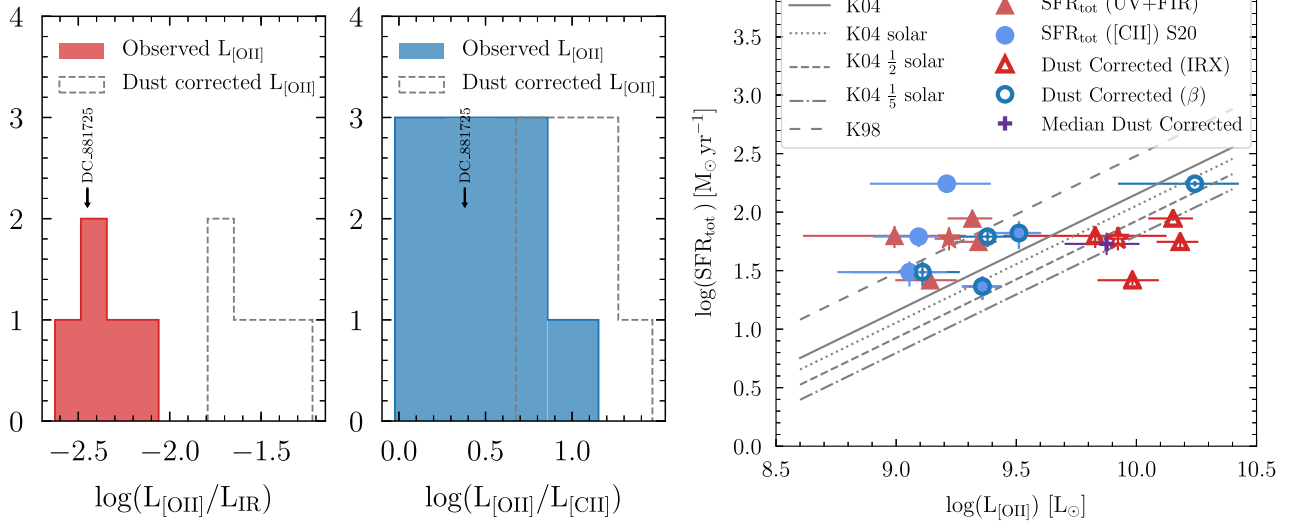 4
3
2
1
0
Observed L[OII]
Dust corrected L[OII]
DC_881725
−2.5
−2.0
−1.5
log(L[OII]/LIR)
4
3
2
1
0
Observed L[OII]
Dust corrected L[OII]
DC_881725
0.0
0.5
1.0
log(L[OII]/L[CII])
K04
K04 solar
K04 1/2 solar
K04 1/5 solar
K98
SFRtot (UV+FIR)
SFRtot ([CII]) S20
Dust Corrected (IRX)
Dust Corrected (β)
Median Dust Corrected
3.5
3.0
2.5
2.0
1.5
1.0
0.5
0.0
log(SFRtot) [M⊙ yr−1]
8.5
9.0
9.5
10.0
10.5
log(L[OII]) [L⊙]